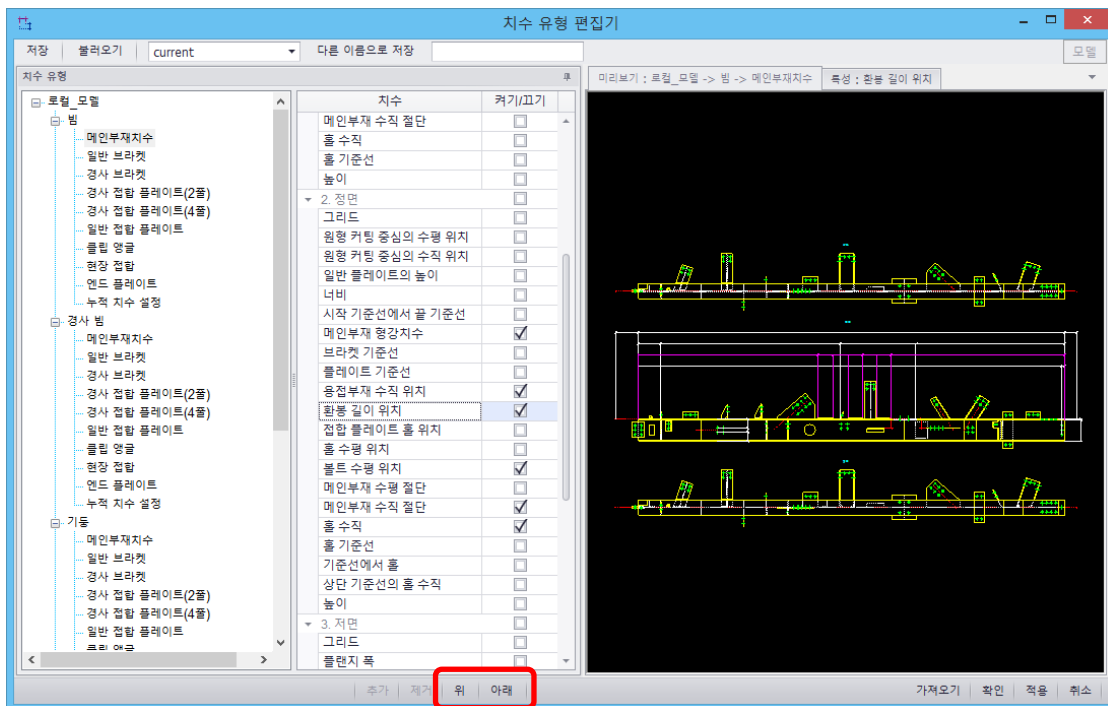 치수 유형 편집기
저장 불러오기 current 다른 이름으로 저장 모델
치수 유형
미리보기 : 로컬_모델 -> 빔 -> 메인부재치수 특성 : 환봉 길이 위치
로컬_모델
빔
메인부재치수
일반 브라켓
경사 브라켓
경사 접합 플레이트(2쫄)
경사 접합 플레이트(4쫄)
일반 접합 플레이트
클립 앵글
현장 접합
엔드 플레이트
누적 치수 설정
경사 빔
메인부재치수
일반 브라켓
경사 브라켓
경사 접합 플레이트(2쫄)
경사 접합 플레이트(4쫄)
일반 접합 플레이트
클립 앵글
현장 접합
엔드 플레이트
누적 치수 설정
기둥
메인부재치수
일반 브라켓
경사 브라켓
경사 접합 플레이트(2쫄)
경사 접합 플레이트(4쫄)
일반 접합 플레이트
클립 앵글
치수 켜기/끄기
메인부재 수직 절단
홀 수직
홀 기준선
높이
2. 정면
그리드
원형 커팅 중심의 수평 위치
원형 커팅 중심의 수직 위치
일반 플레이트의 높이
너비
시작 기준선에서 끝 기준선
메인부재 형강치수
브라켓 기준선
플레이트 기준선
용접부재 수직 위치
환봉 길이 위치
접합 플레이트 홀 위치
홀 수평 위치
볼트 수평 위치
메인부재 수평 절단
메인부재 수직 절단
홀 수직
홀 기준선
기준선에서 홀
상단 기준선의 홀 수직
높이
3. 저면
그리드
플랜지 폭
추가 제거 위 아래 가져오기 확인 적용 취소